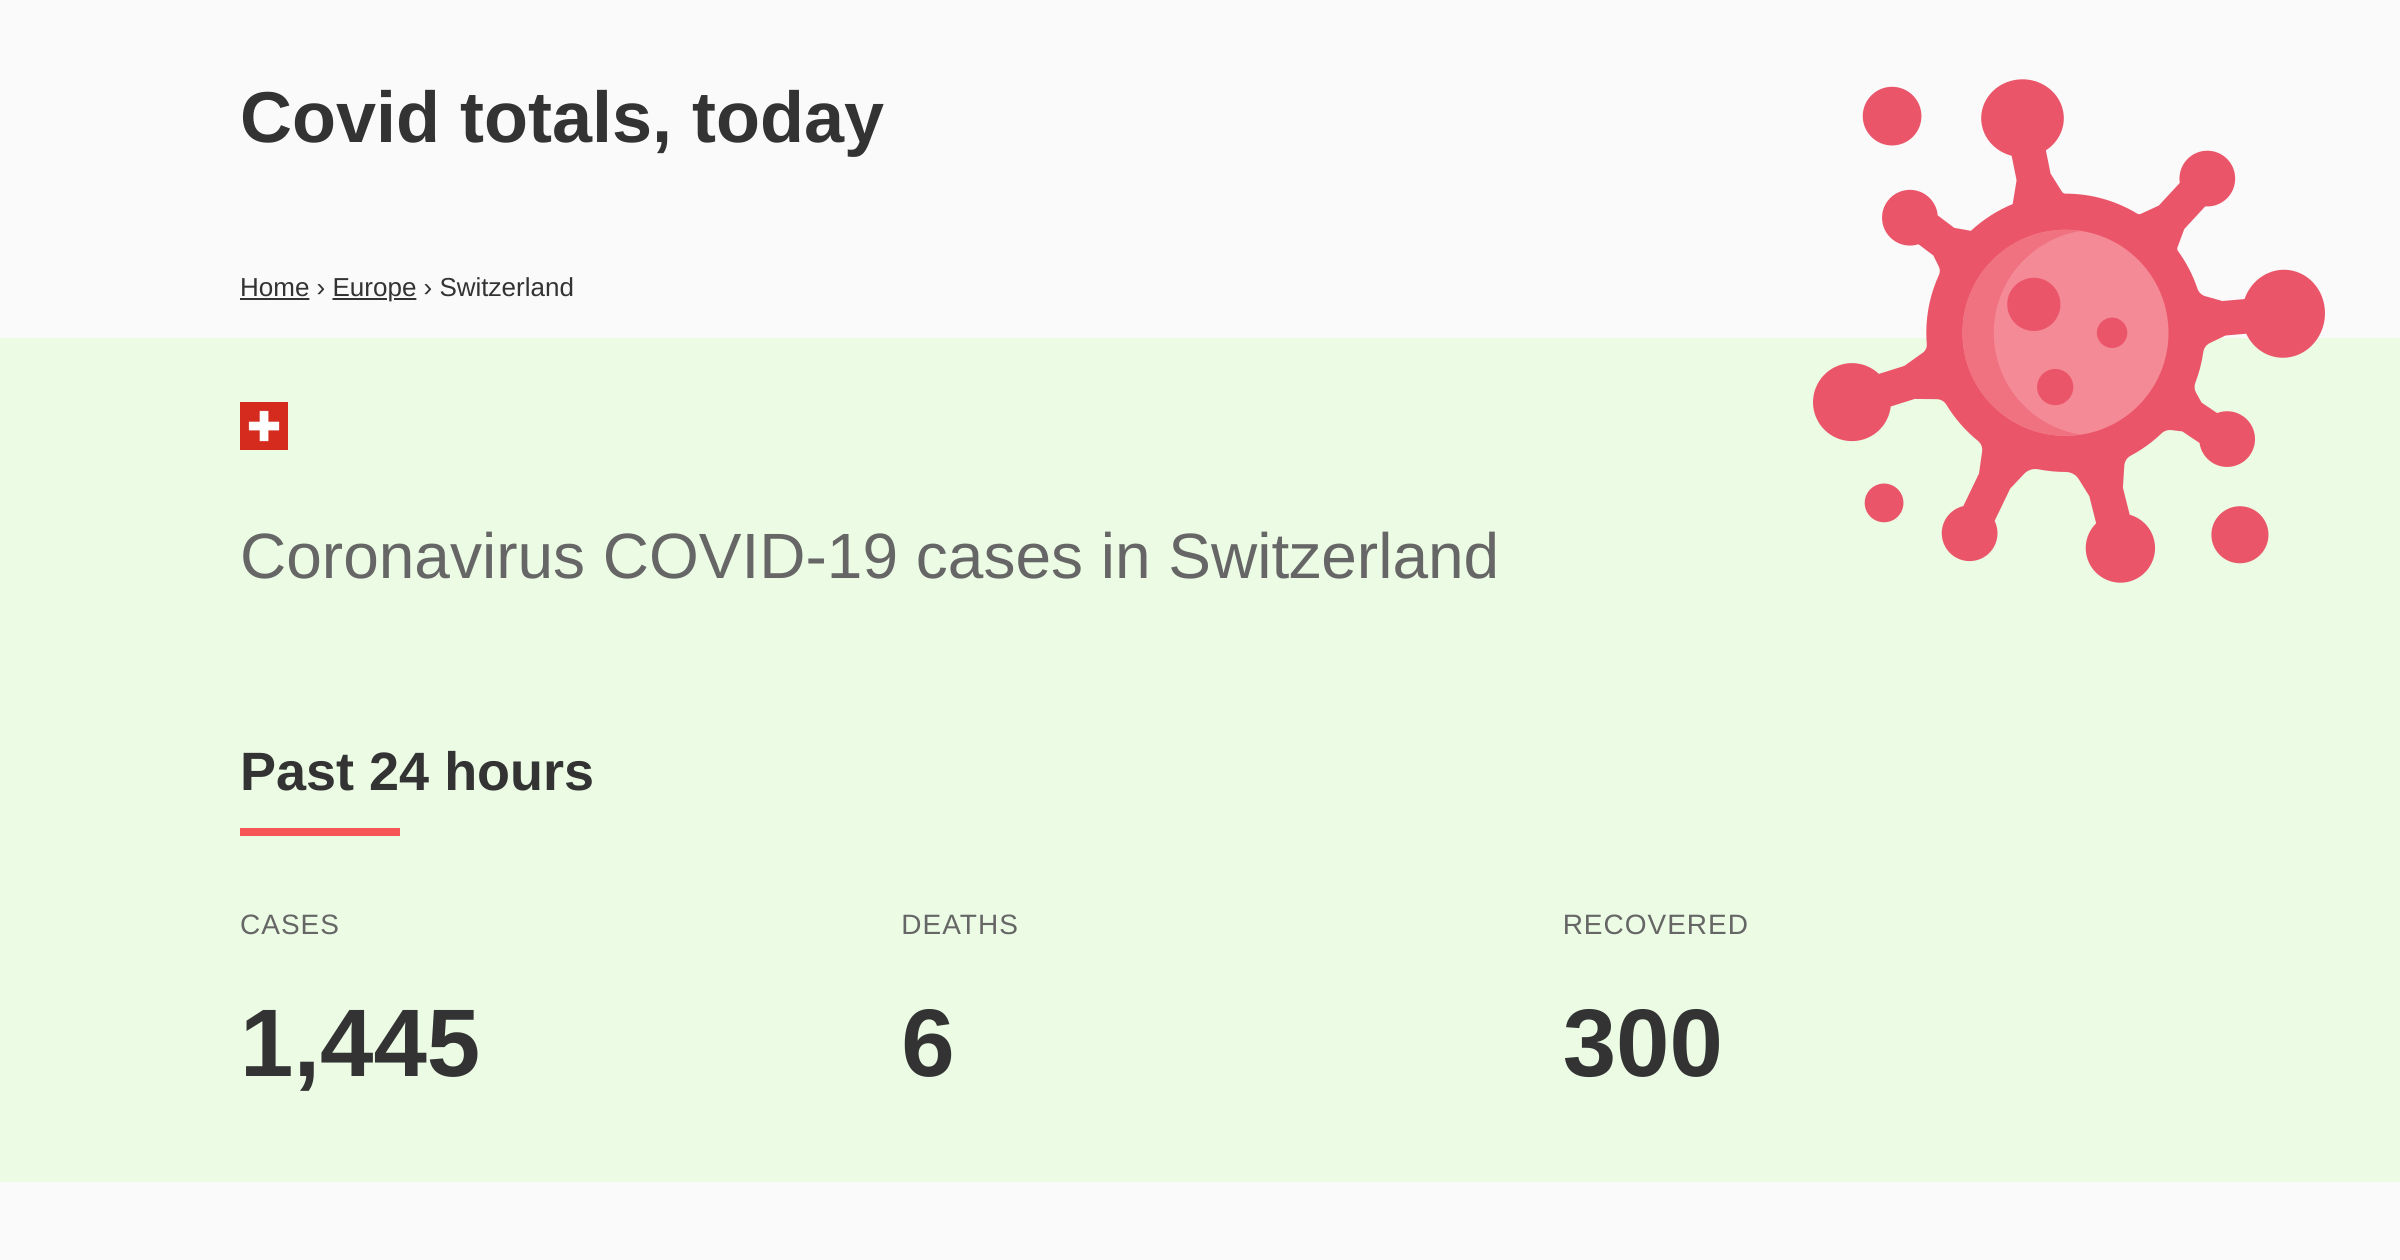 Covid totals, today
Home › Europe › Switzerland
Coronavirus COVID-19 cases in Switzerland
Past 24 hours
CASES DEATHS RECOVERED
1,445 6 300